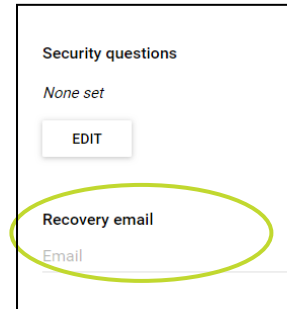 Security questions
None set
EDIT
Recovery email
Email